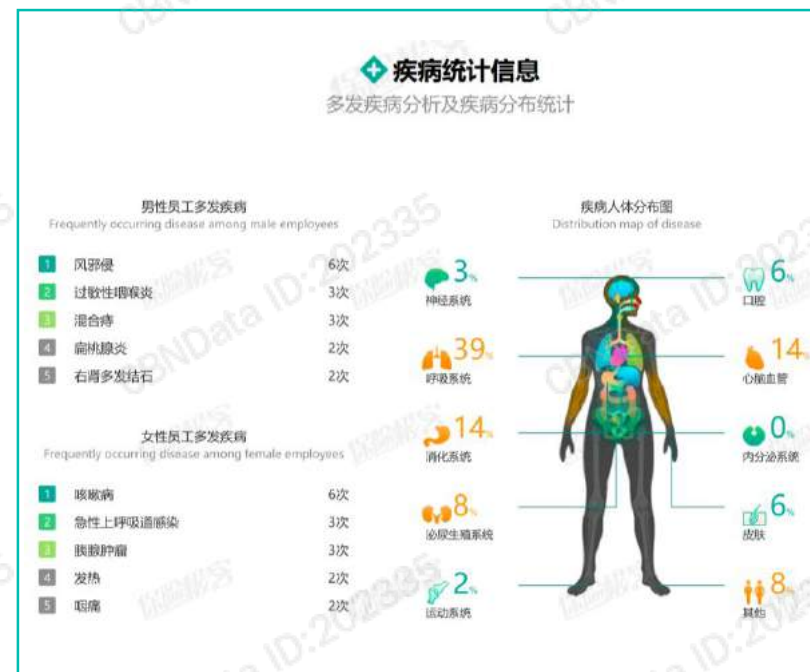 疾病统计信息
多发疾病分析及疾病分布统计
男性员工多发疾病
Frequently occurring disease among male employees
1 风邪侵 6次
2 过敏性咽喉炎 3次
3 混合痔 3次
4 扁桃腺炎 2次
5 右肾多发结石 2次
女性员工多发疾病
Frequently occurring disease among female employees
1 咳嗽病 6次
2 急性上呼吸道感染 3次
3 胰腺肿瘤 3次
4 发热 2次
5 咽痛 2次
疾病人体分布图
Distribution map of disease
3%
神经系统
39%
呼吸系统
14%
消化系统
8%
泌尿生殖系统
2%
运动系统
6%
口腔
14%
心脑血管
0%
内分泌系统
6%
皮肤
8%
其他
CBNData ID:202335